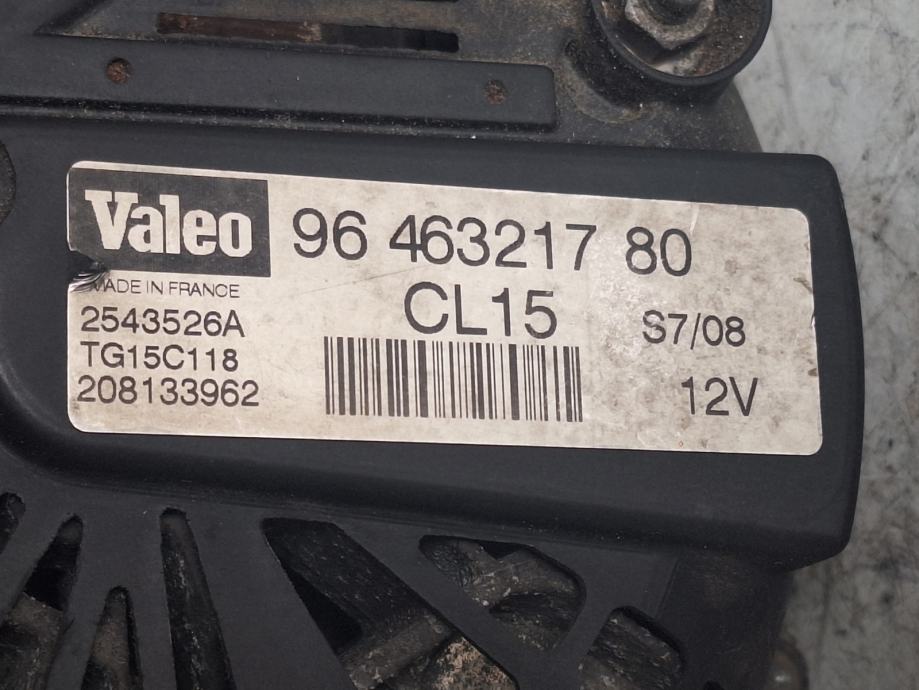 Valeo
96 463217 80
MADE IN FRANCE
CL15
2543526A
S7/08
TG15C118
208133962
12V